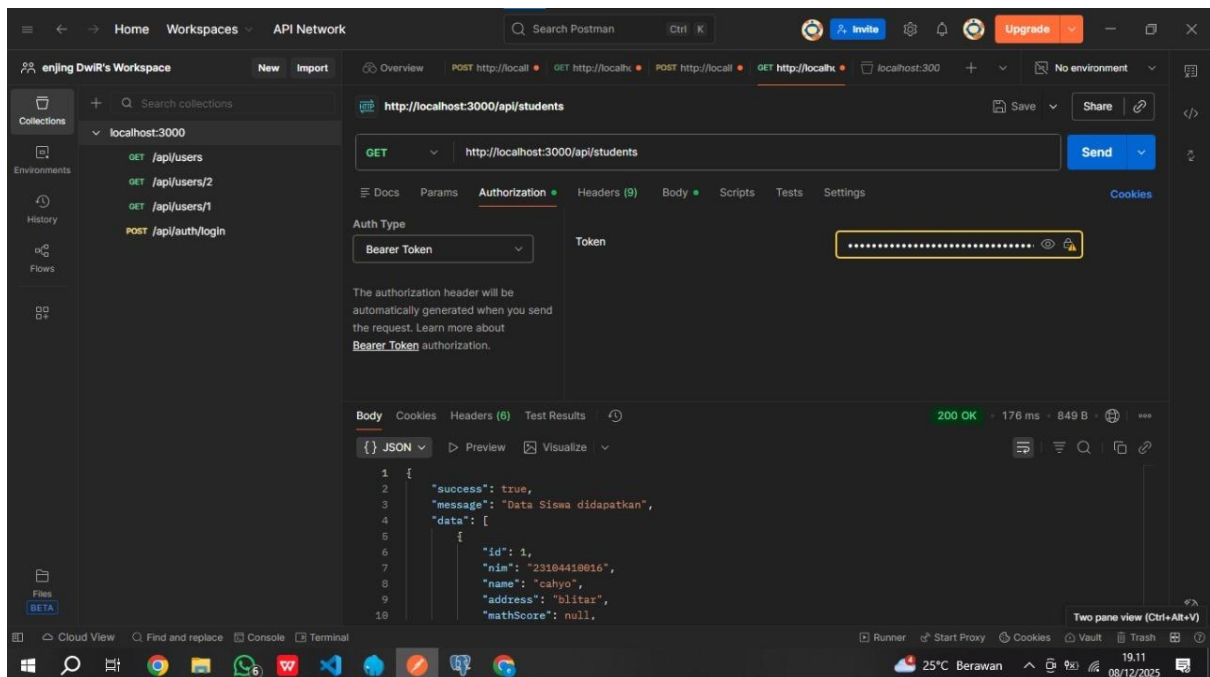 Home Workspaces API Network Search Postman Ctrl K Invite Upgrade
enjing DwiR's Workspace New Import Overview POST http://locall GET http://localhc POST http://locall GET http://localhc localhost:300 No environment
Collections
Search collections
http://localhost:3000/api/students
Save Share
localhost:3000
GET /api/users
GET /api/users/2
GET /api/users/1
POST /api/auth/login
Environments
History
Flows
Files
BETA
GET http://localhost:3000/api/students Send
Docs Params Authorization Headers (9) Body Scripts Tests Settings Cookies
Auth Type
Bearer Token
Token
The authorization header will be
automatically generated when you send
the request. Learn more about
Bearer Token authorization.
Body Cookies Headers (6) Test Results 200 OK 176 ms 849 B
{} JSON Preview Visualize
1 {
2 "success": true,
3 "message": "Data Siswa didapatkan",
4 "data": [
5 {
6 "id": 1,
7 "nim": "23104410016",
8 "name": "cahyo",
9 "address": "blitar",
10 "mathScore": null,
Two pane view (Ctrl+Alt+V)
Cloud View Find and replace Console Terminal Runner Start Proxy Cookies Vault Trash
25°C Berawan
19.11
08/12/2025